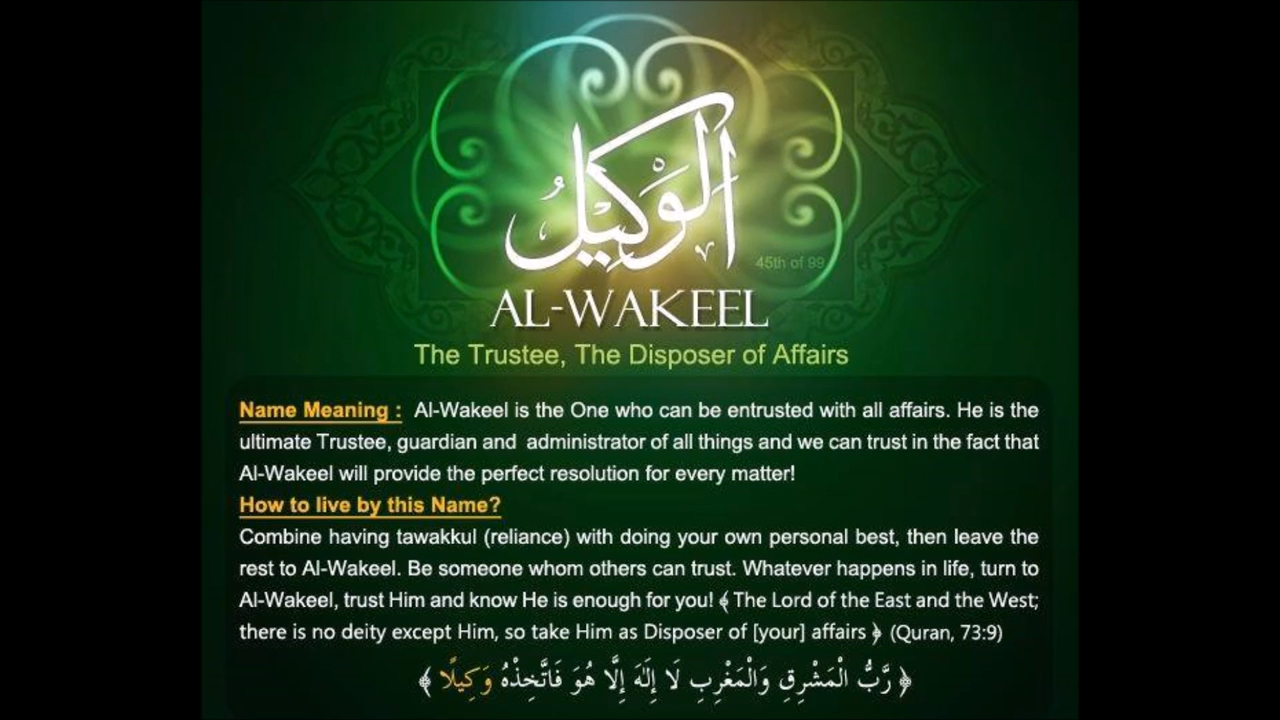 اَلْوَكِيْلُ
45th of 99
AL-WAKEEL
The Trustee, The Disposer of Affairs
Name Meaning : Al-Wakeel is the One who can be entrusted with all affairs. He is the
ultimate Trustee, guardian and administrator of all things and we can trust in the fact that
Al-Wakeel will provide the perfect resolution for every matter!
How to live by this Name?
Combine having tawakkul (reliance) with doing your own personal best, then leave the
rest to Al-Wakeel. Be someone whom others can trust. Whatever happens in life, turn to
Al-Wakeel, trust Him and know He is enough for you! ﴾ The Lord of the East and the West;
there is no deity except Him, so take Him as Disposer of [your] affairs ﴿ (Quran, 73:9)
﴿ رَّبُّ الْمَشْرِقِ وَالْمَغْرِبِ لَا إِلَٰهَ إِلَّا هُوَ فَاتَّخِذْهُ وَكِيلًا ﴾